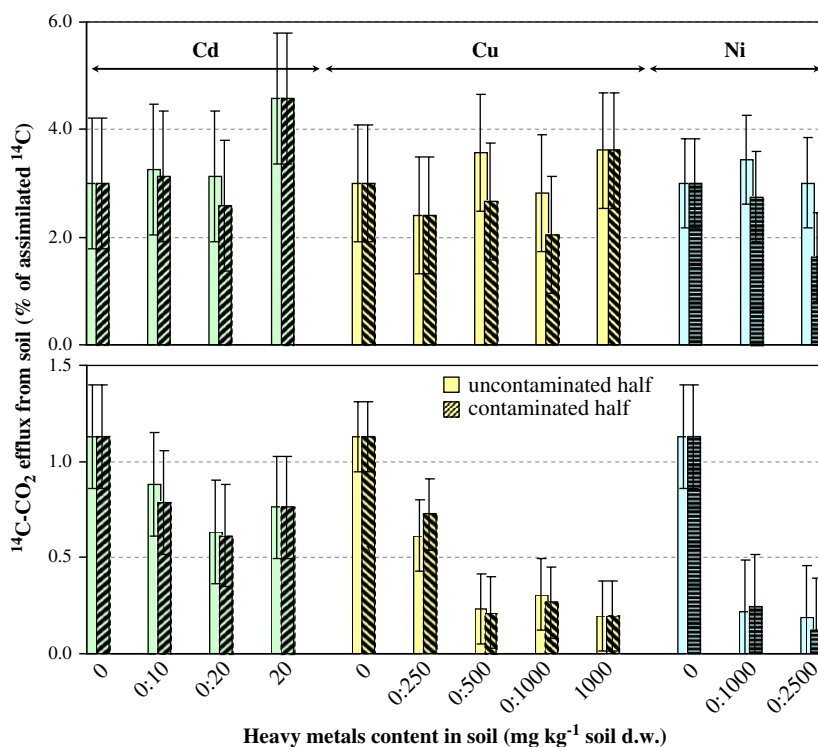 6.0
Cd Cu Ni
4.0
2.0
0.0
¹⁴C-CO₂ efflux from soil (% of assimilated ¹⁴C)
1.5
uncontaminated half
contaminated half
1.0
0.5
0.0
0 0:10 0:20 20 0 0:250 0:500 0:1000 1000 0 0:1000 0:2500
Heavy metals content in soil (mg kg⁻¹ soil d.w.)